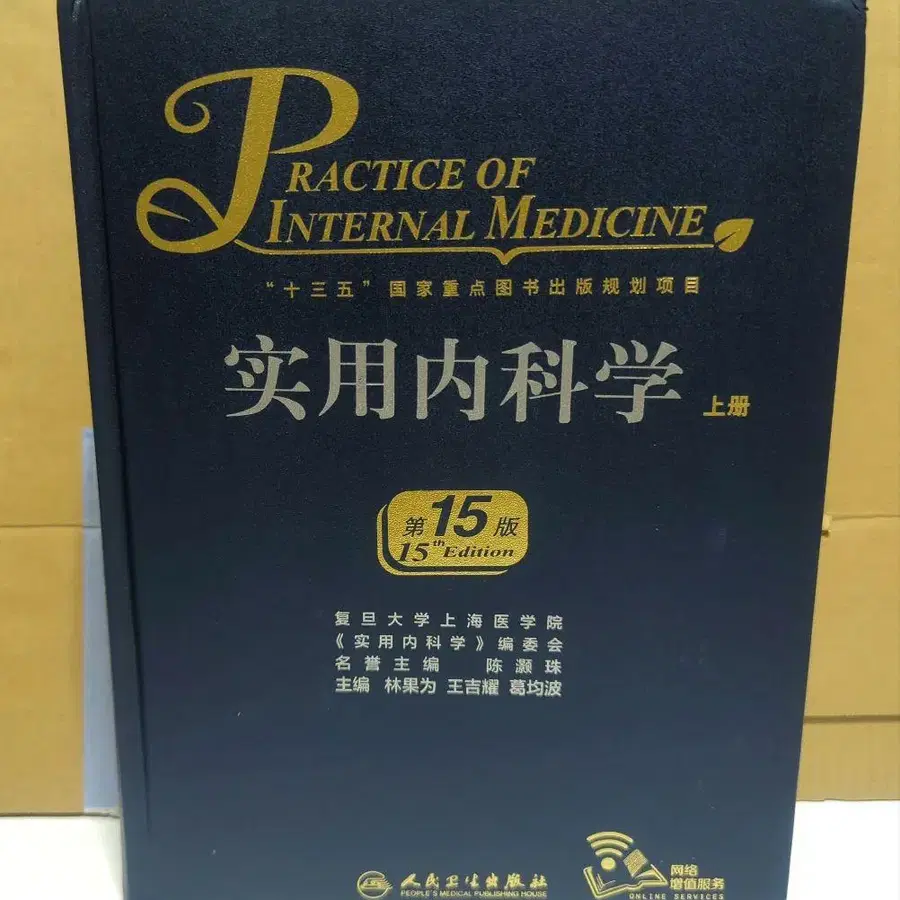 PRACTICE OF
INTERNAL MEDICINE
“十三五”国家重点图书出版规划项目
实用内科学 上册
第15版
15th Edition
复旦大学上海医学院
《实用内科学》编委会
名誉主编 陈灏珠
主编 林果为 王吉耀 葛均波
人民卫生出版社
PEOPLE'S MEDICAL PUBLISHING HOUSE
网络
增值服务
ONLINE SERVICES